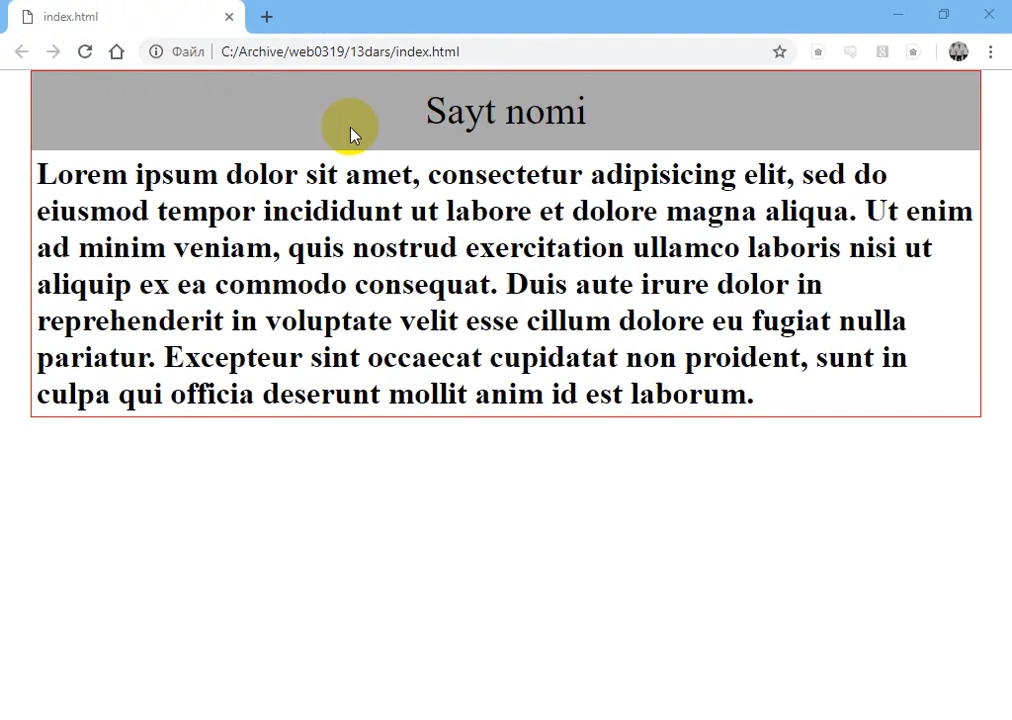 index.html
Файл
C:/Archive/web0319/13dars/index.html
Sayt nomi
Lorem ipsum dolor sit amet, consectetur adipisicing elit, sed do
eiusmod tempor incididunt ut labore et dolore magna aliqua. Ut enim
ad minim veniam, quis nostrud exercitation ullamco laboris nisi ut
aliquip ex ea commodo consequat. Duis aute irure dolor in
reprehenderit in voluptate velit esse cillum dolore eu fugiat nulla
pariatur. Excepteur sint occaecat cupidatat non proident, sunt in
culpa qui officia deserunt mollit anim id est laborum.